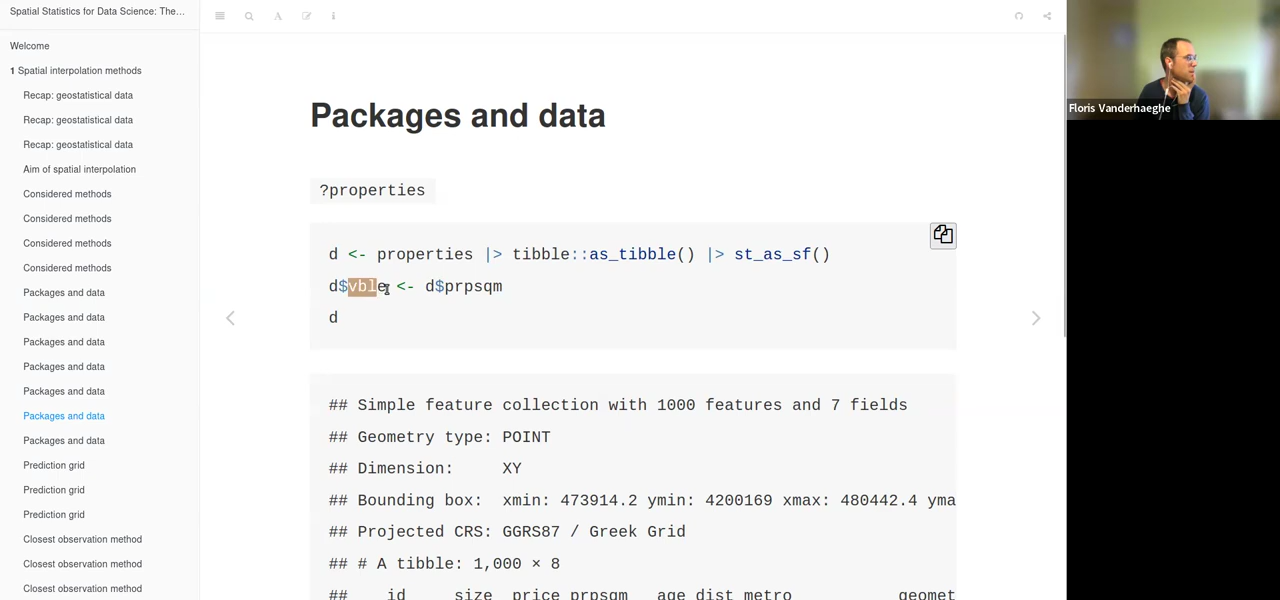 Spatial Statistics for Data Science: The...
Welcome
1 Spatial interpolation methods
Recap: geostatistical data
Recap: geostatistical data
Recap: geostatistical data
Aim of spatial interpolation
Considered methods
Considered methods
Considered methods
Considered methods
Packages and data
Packages and data
Packages and data
Packages and data
Packages and data
Packages and data
Packages and data
Prediction grid
Prediction grid
Prediction grid
Closest observation method
Closest observation method
Closest observation method
Packages and data
?properties
d <- properties |> tibble::as_tibble() |> st_as_sf()
d$vble <- d$prpsqm
d
## Simple feature collection with 1000 features and 7 fields
## Geometry type: POINT
## Dimension:     XY
## Bounding box:  xmin: 473914.2 ymin: 4200169 xmax: 480442.4 yma
## Projected CRS: GGRS87 / Greek Grid
## # A tibble: 1,000 × 8
##    id     size  price prpsqm   age dist_metro           geomet
Floris Vanderhaeghe